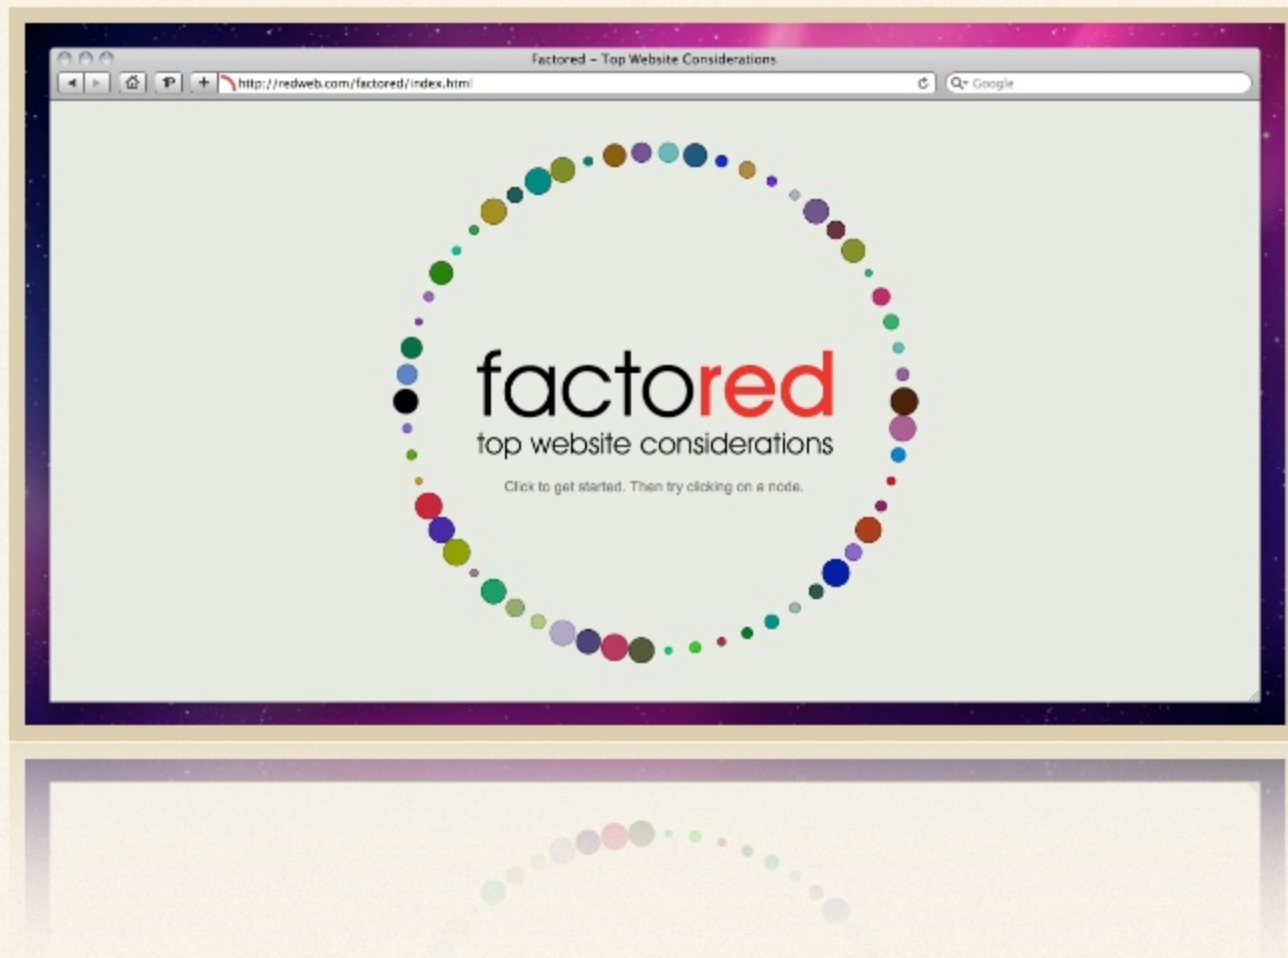 Factored – Top Website Considerations
http://redweb.com/factored/index.html
Google
factored
top website considerations
Click to get started. Then try clicking on a node.